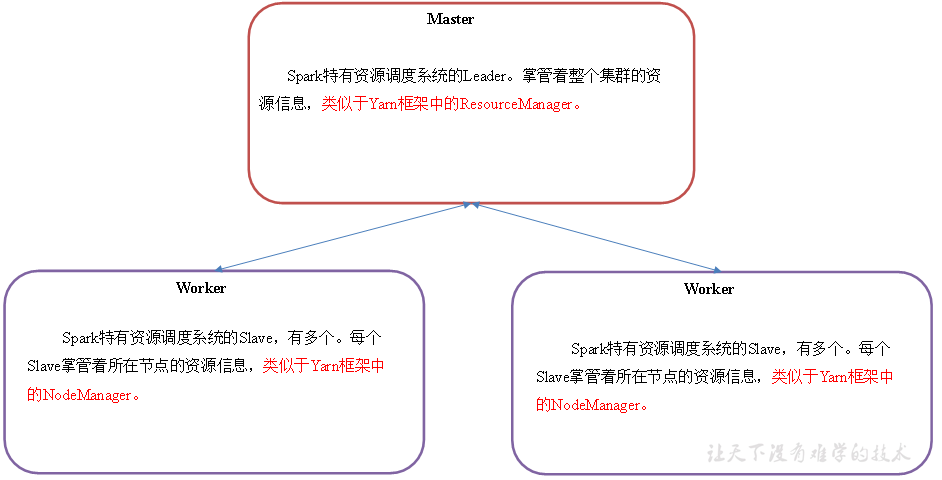 Master
Spark特有资源调度系统的Leader。掌管着整个集群的资
源信息，类似于Yarn框架中的ResourceManager。
Worker
Spark特有资源调度系统的Slave，有多个。每个
Slave掌管着所在节点的资源信息，类似于Yarn框架中
的NodeManager。
Worker
Spark特有资源调度系统的Slave，有多个。每个
Slave掌管着所在节点的资源信息，类似于Yarn框架中
的NodeManager。
让天下没有难学的技术